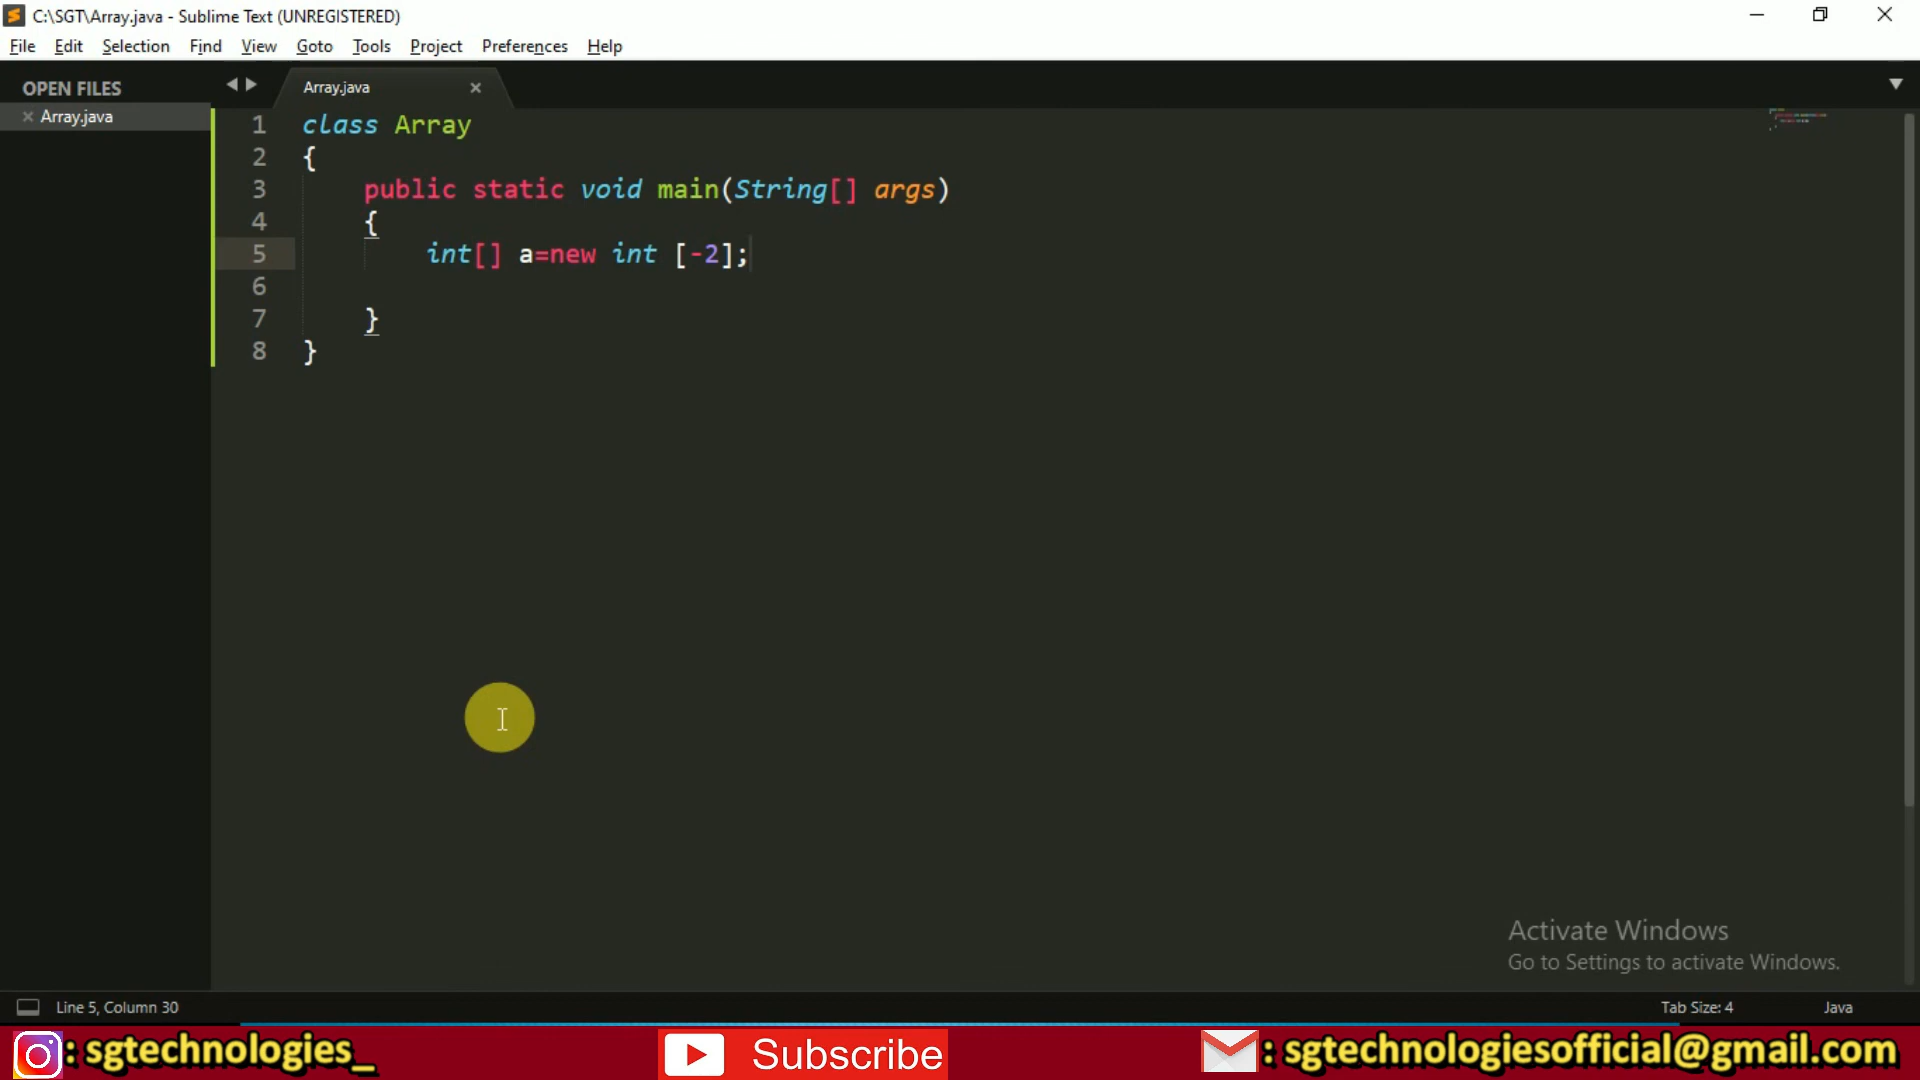 C:\SGT\Array.java - Sublime Text (UNREGISTERED)
File Edit Selection Find View Goto Tools Project Preferences Help
OPEN FILES
Array.java
Array.java
1 class Array
2 {
3 public static void main(String[] args)
4 {
5 int[] a=new int [-2];
6
7 }
8 }
Activate Windows
Go to Settings to activate Windows.
Line 5, Column 30
Tab Size: 4
Java
: sgtechnologies_
Subscribe
: sgtechnologiesofficial@gmail.com